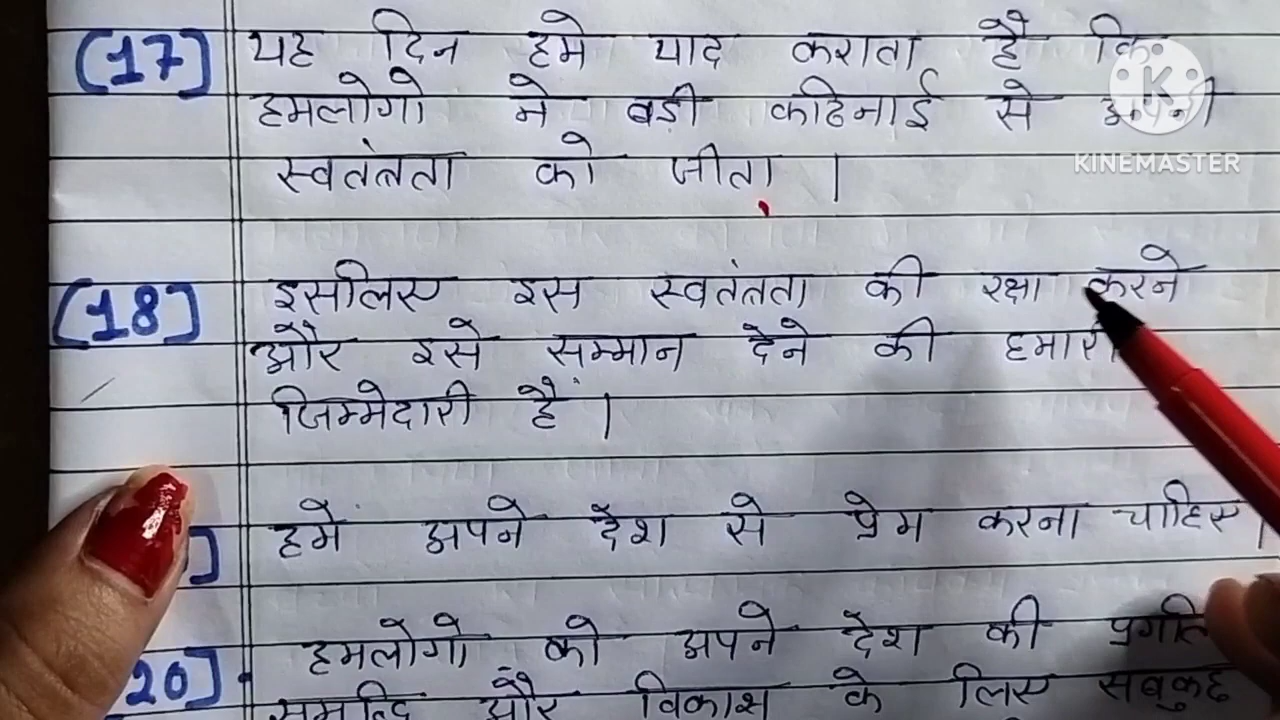 (17) यह दिन हमे याद कराता है कि
हमलोगो ने बडी कठिनाई से अपनी
स्वतंत्रता को जीता ।
KINEMASTER
(18) इसीलिए इस स्वतंत्रता की रक्षा करने
और इसे सम्मान देने की हमारी
जिम्मेदारी है ।
हमे अपने देश से प्रेम करना चाहिए ।
20) हमलोगो को अपने देश की प्रगति
समृद्धि और विकाश के लिए सबकुछ